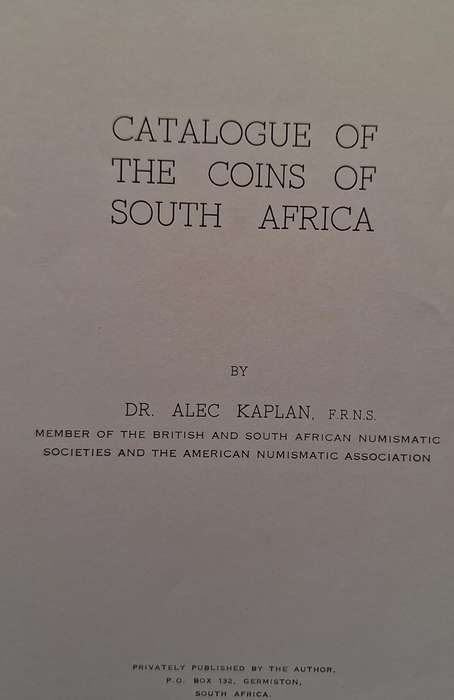 CATALOGUE OF
THE COINS OF
SOUTH AFRICA
BY
DR. ALEC KAPLAN, F.R.N.S.
MEMBER OF THE BRITISH AND SOUTH AFRICAN NUMISMATIC
SOCIETIES AND THE AMERICAN NUMISMATIC ASSOCIATION
PRIVATELY PUBLISHED BY THE AUTHOR,
P.O. BOX 132, GERMISTON,
SOUTH AFRICA.